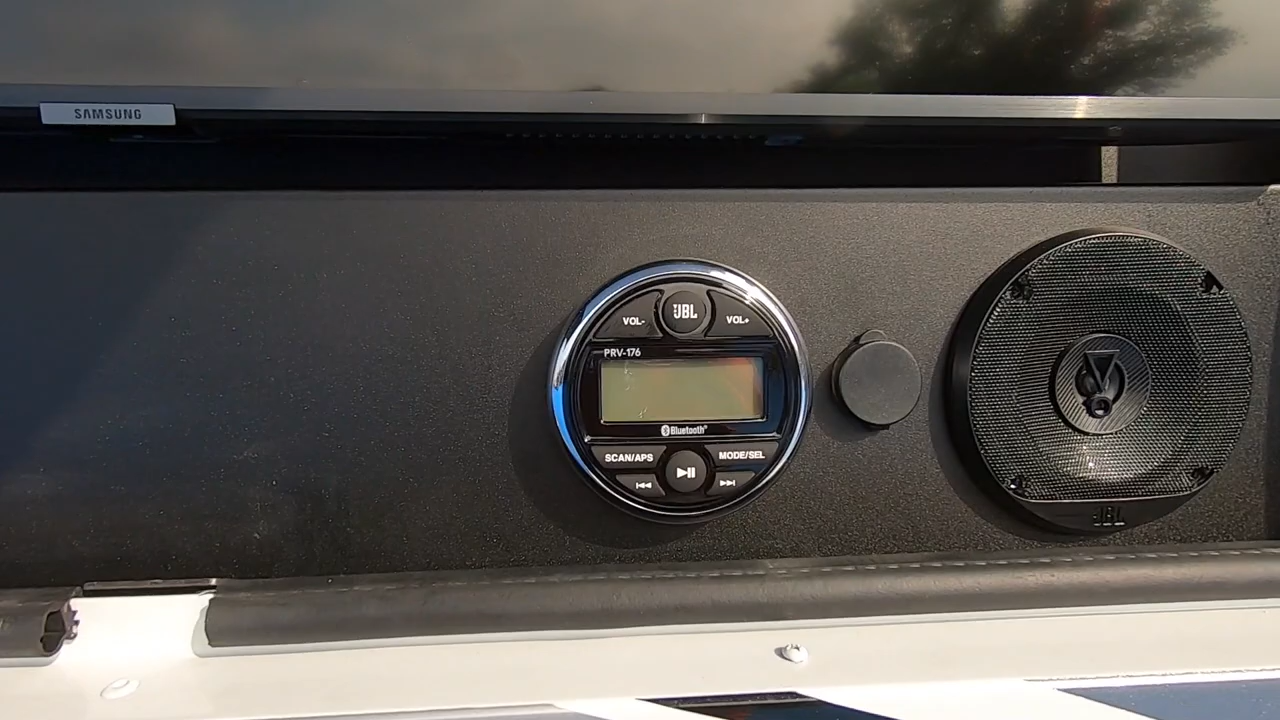 SAMSUNG
VOL-
JBL
VOL+
PRV-176
Bluetooth®
SCAN/APS
MODE/SEL
JBL